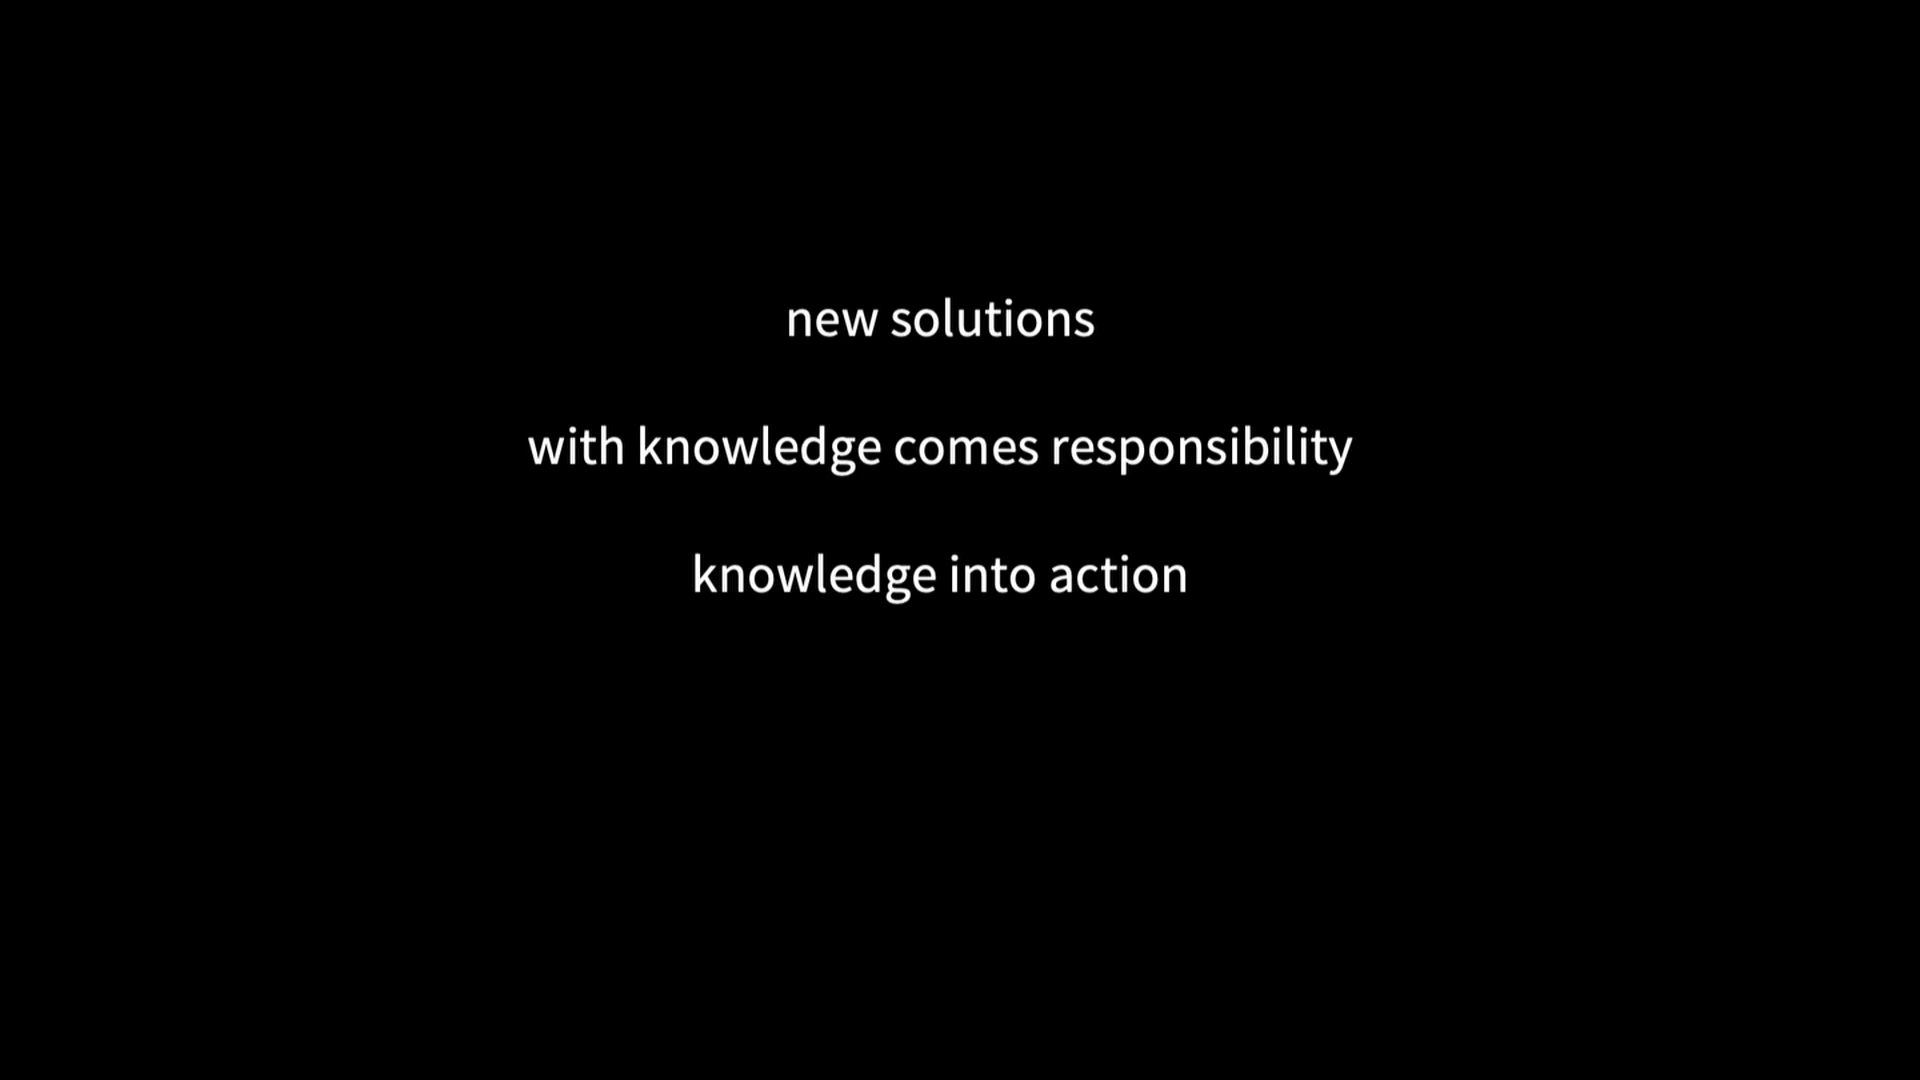 new solutions
with knowledge comes responsibility
knowledge into action